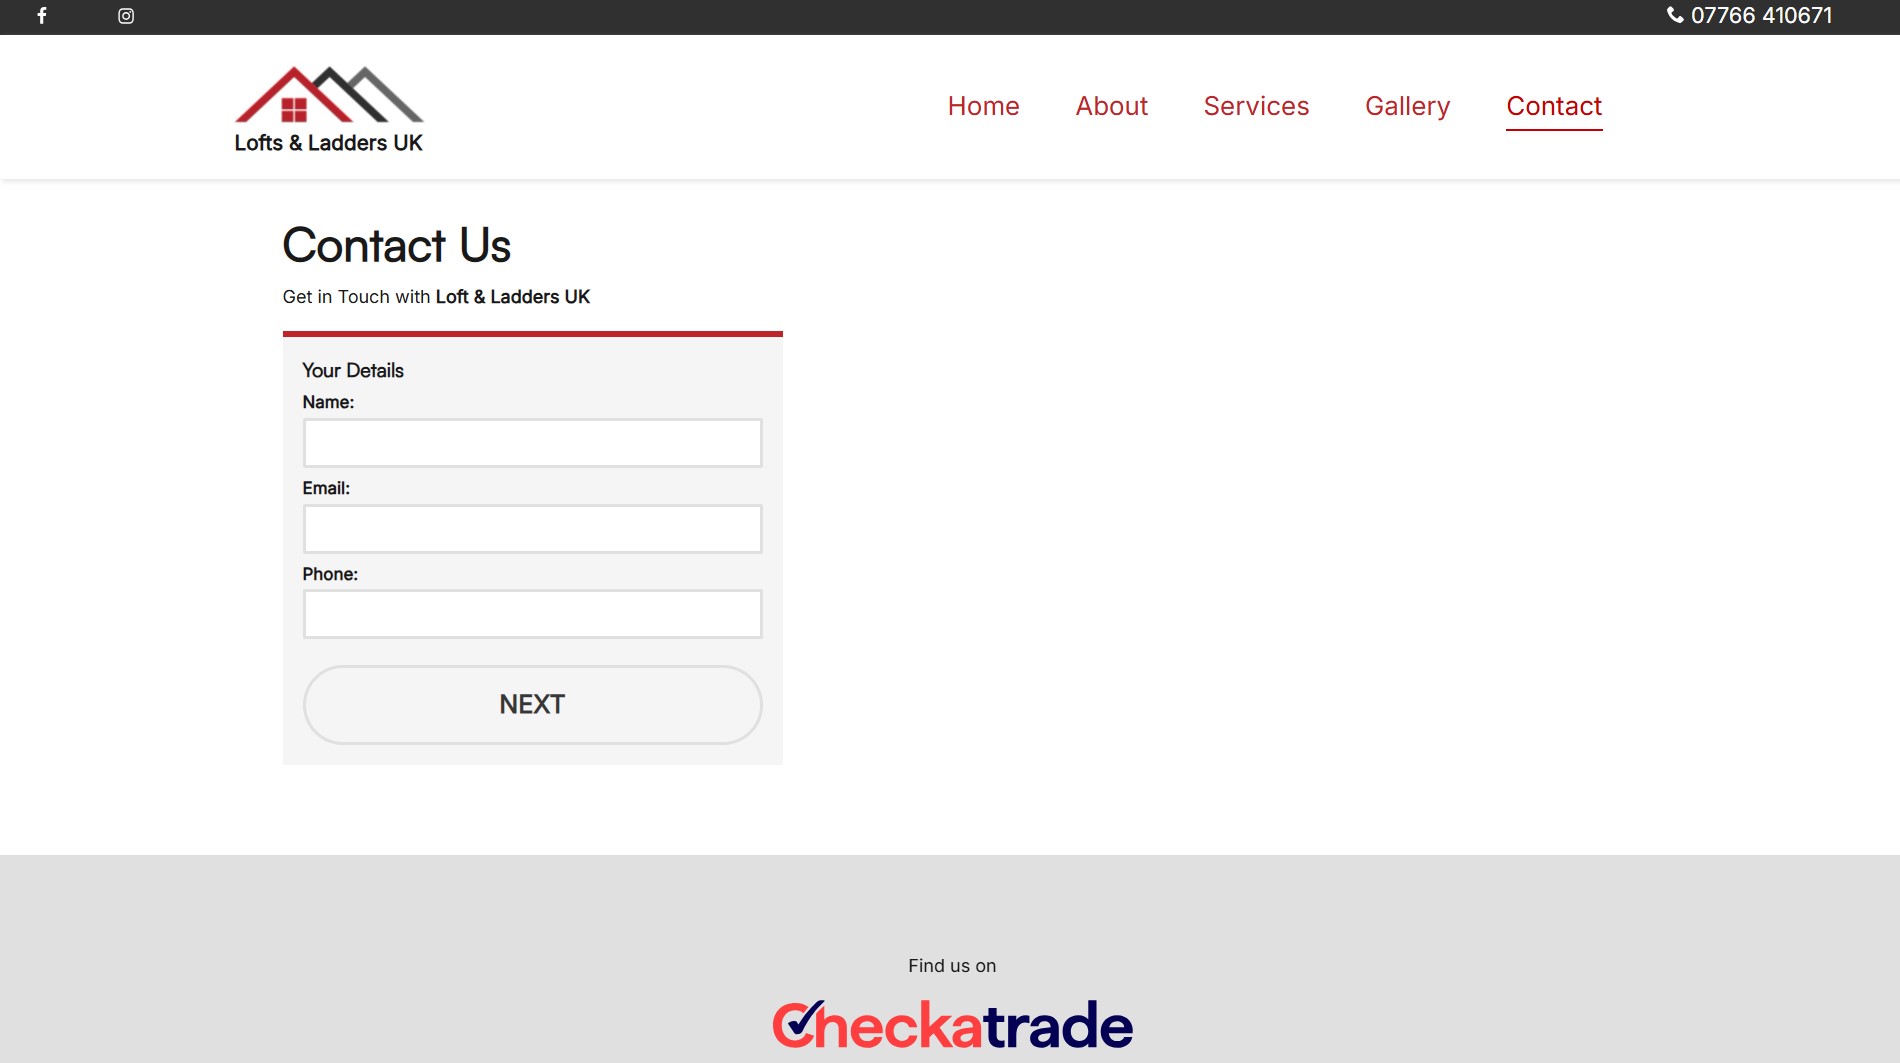 07766 410671
Lofts & Ladders UK
Home About Services Gallery Contact
Contact Us
Get in Touch with Loft & Ladders UK
Your Details
Name:
Email:
Phone:
NEXT
Find us on
Checkatrade